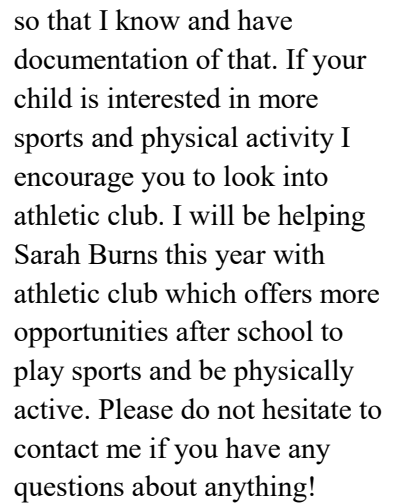 so that I know and have
documentation of that. If your
child is interested in more
sports and physical activity I
encourage you to look into
athletic club. I will be helping
Sarah Burns this year with
athletic club which offers more
opportunities after school to
play sports and be physically
active. Please do not hesitate to
contact me if you have any
questions about anything!